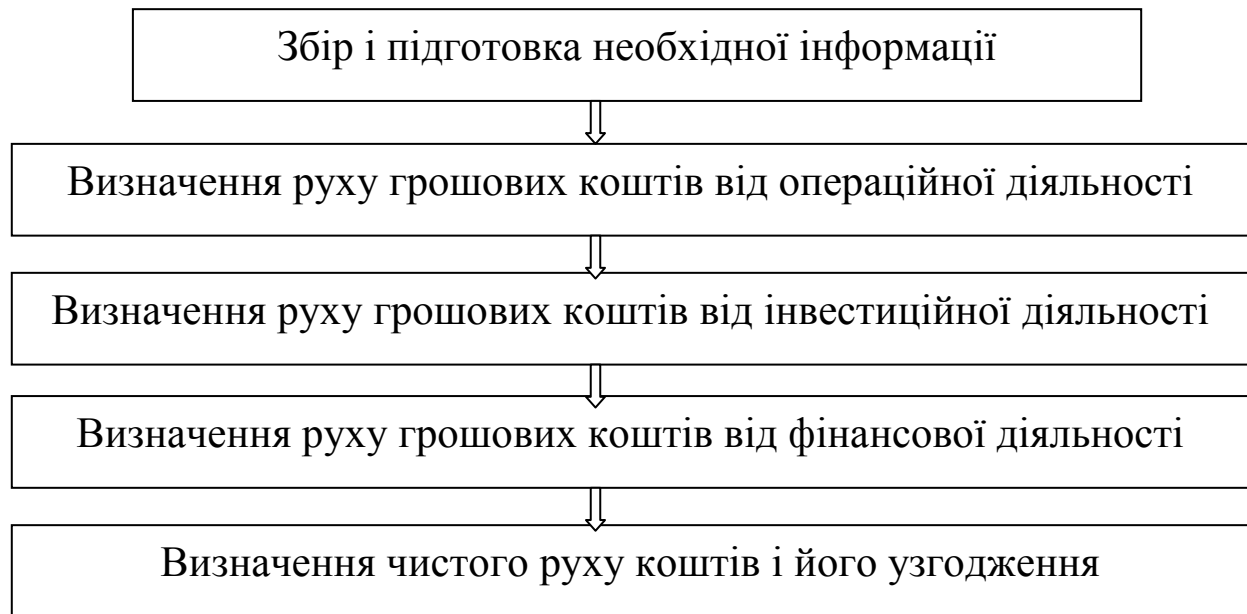 Збір і підготовка необхідної інформації
Визначення руху грошових коштів від операційної діяльності
Визначення руху грошових коштів від інвестиційної діяльності
Визначення руху грошових коштів від фінансової діяльності
Визначення чистого руху коштів і його узгодження